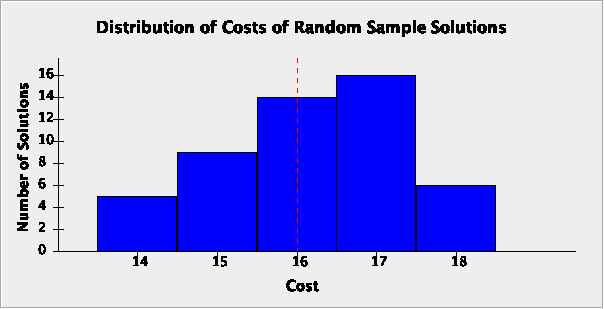 Distribution of Costs of Random Sample Solutions
Number of Solutions
16
14
12
10
8
6
4
2
0
14 15 16 17 18
Cost